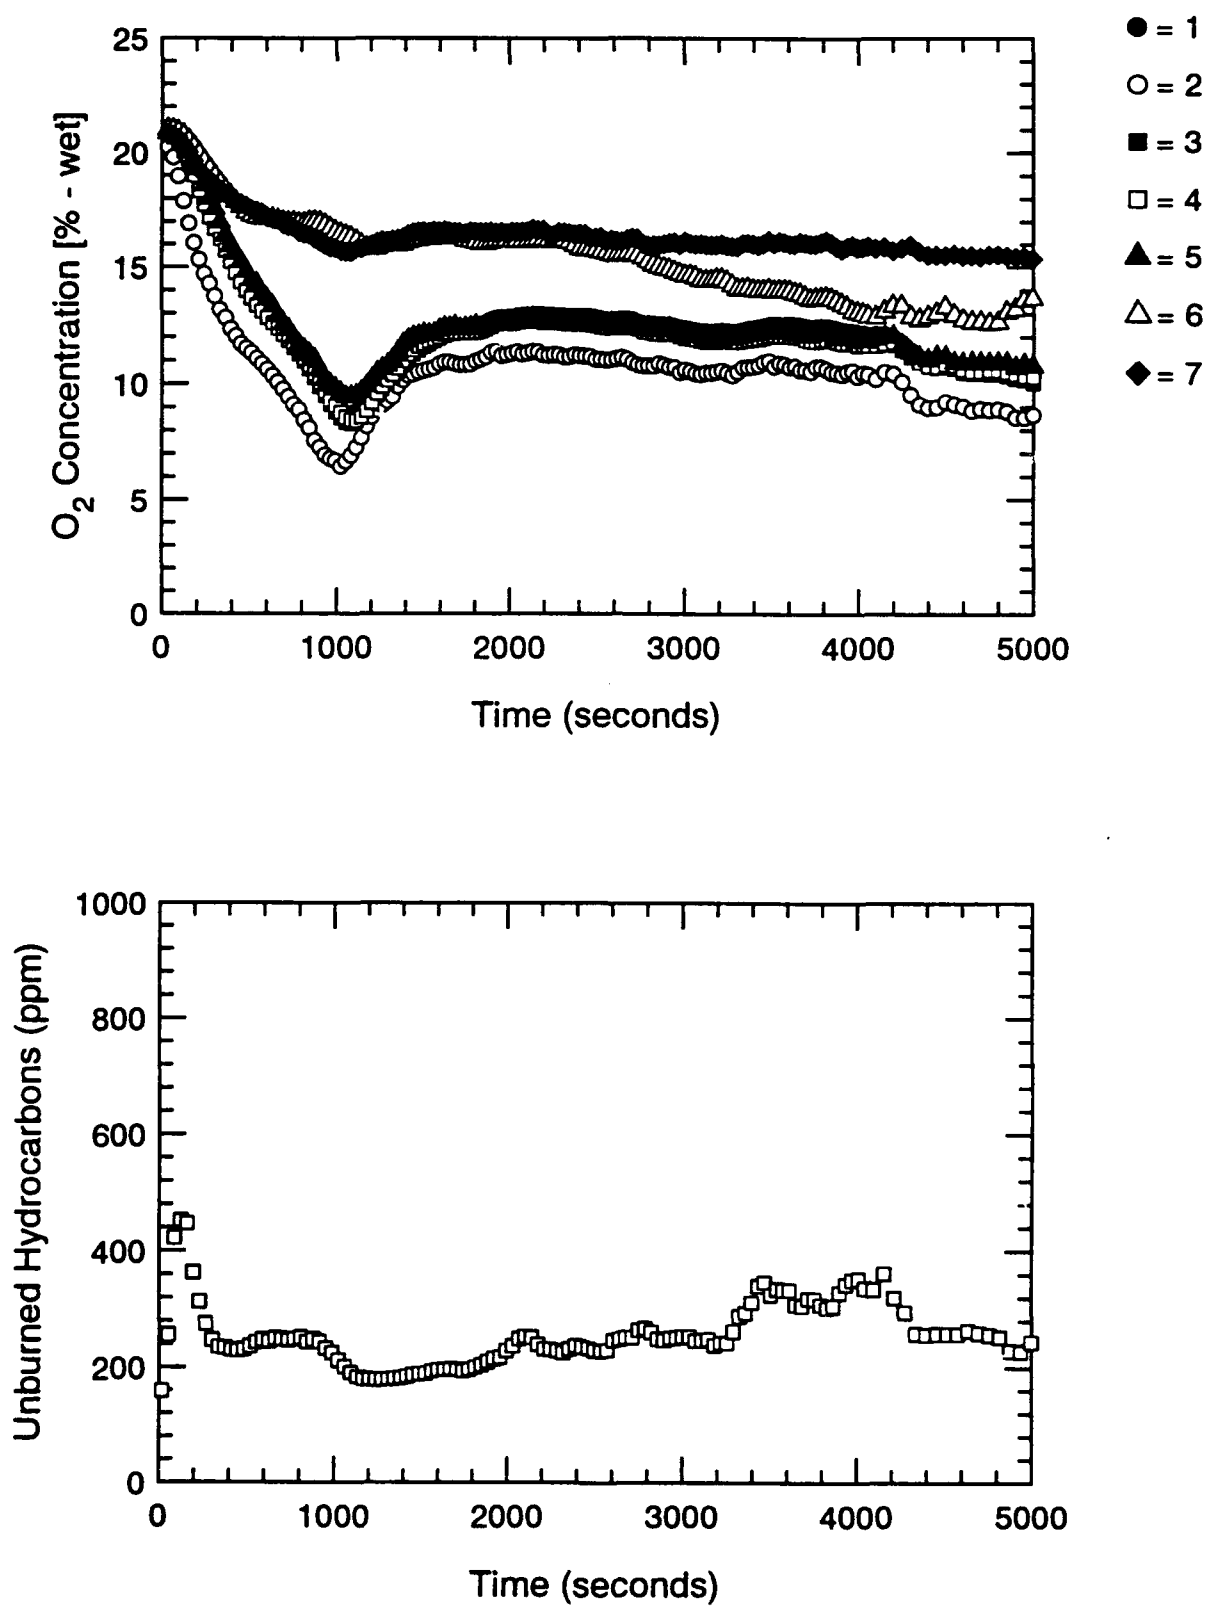 25
20
15
10
5
0
O2 Concentration [% - wet]
0 1000 2000 3000 4000 5000
Time (seconds)
● = 1
○ = 2
■ = 3
□ = 4
▲ = 5
△ = 6
◆ = 7
1000
800
600
400
200
0
Unburned Hydrocarbons (ppm)
0 1000 2000 3000 4000 5000
Time (seconds)